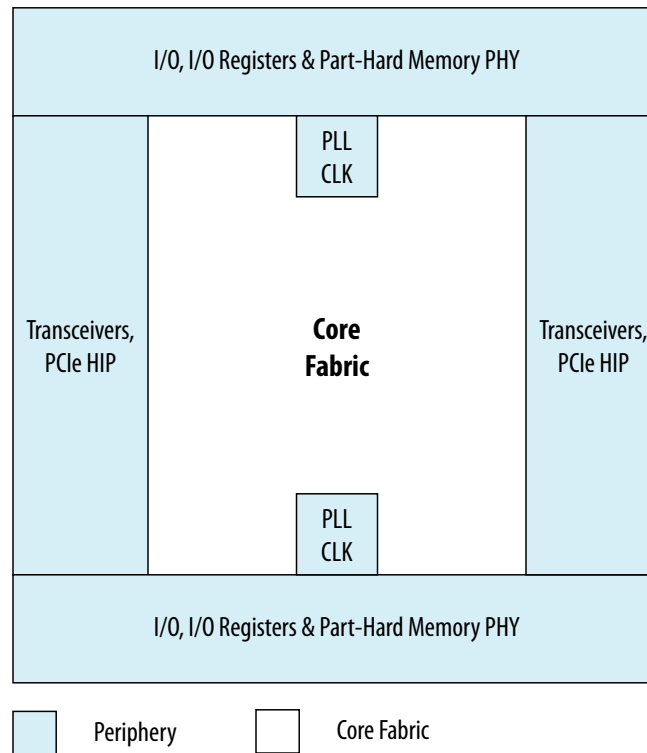 I/O, I/O Registers & Part-Hard Memory PHY
PLL
CLK
Transceivers,
PCIe HIP
Core
Fabric
Transceivers,
PCIe HIP
PLL
CLK
I/O, I/O Registers & Part-Hard Memory PHY
Periphery
Core Fabric